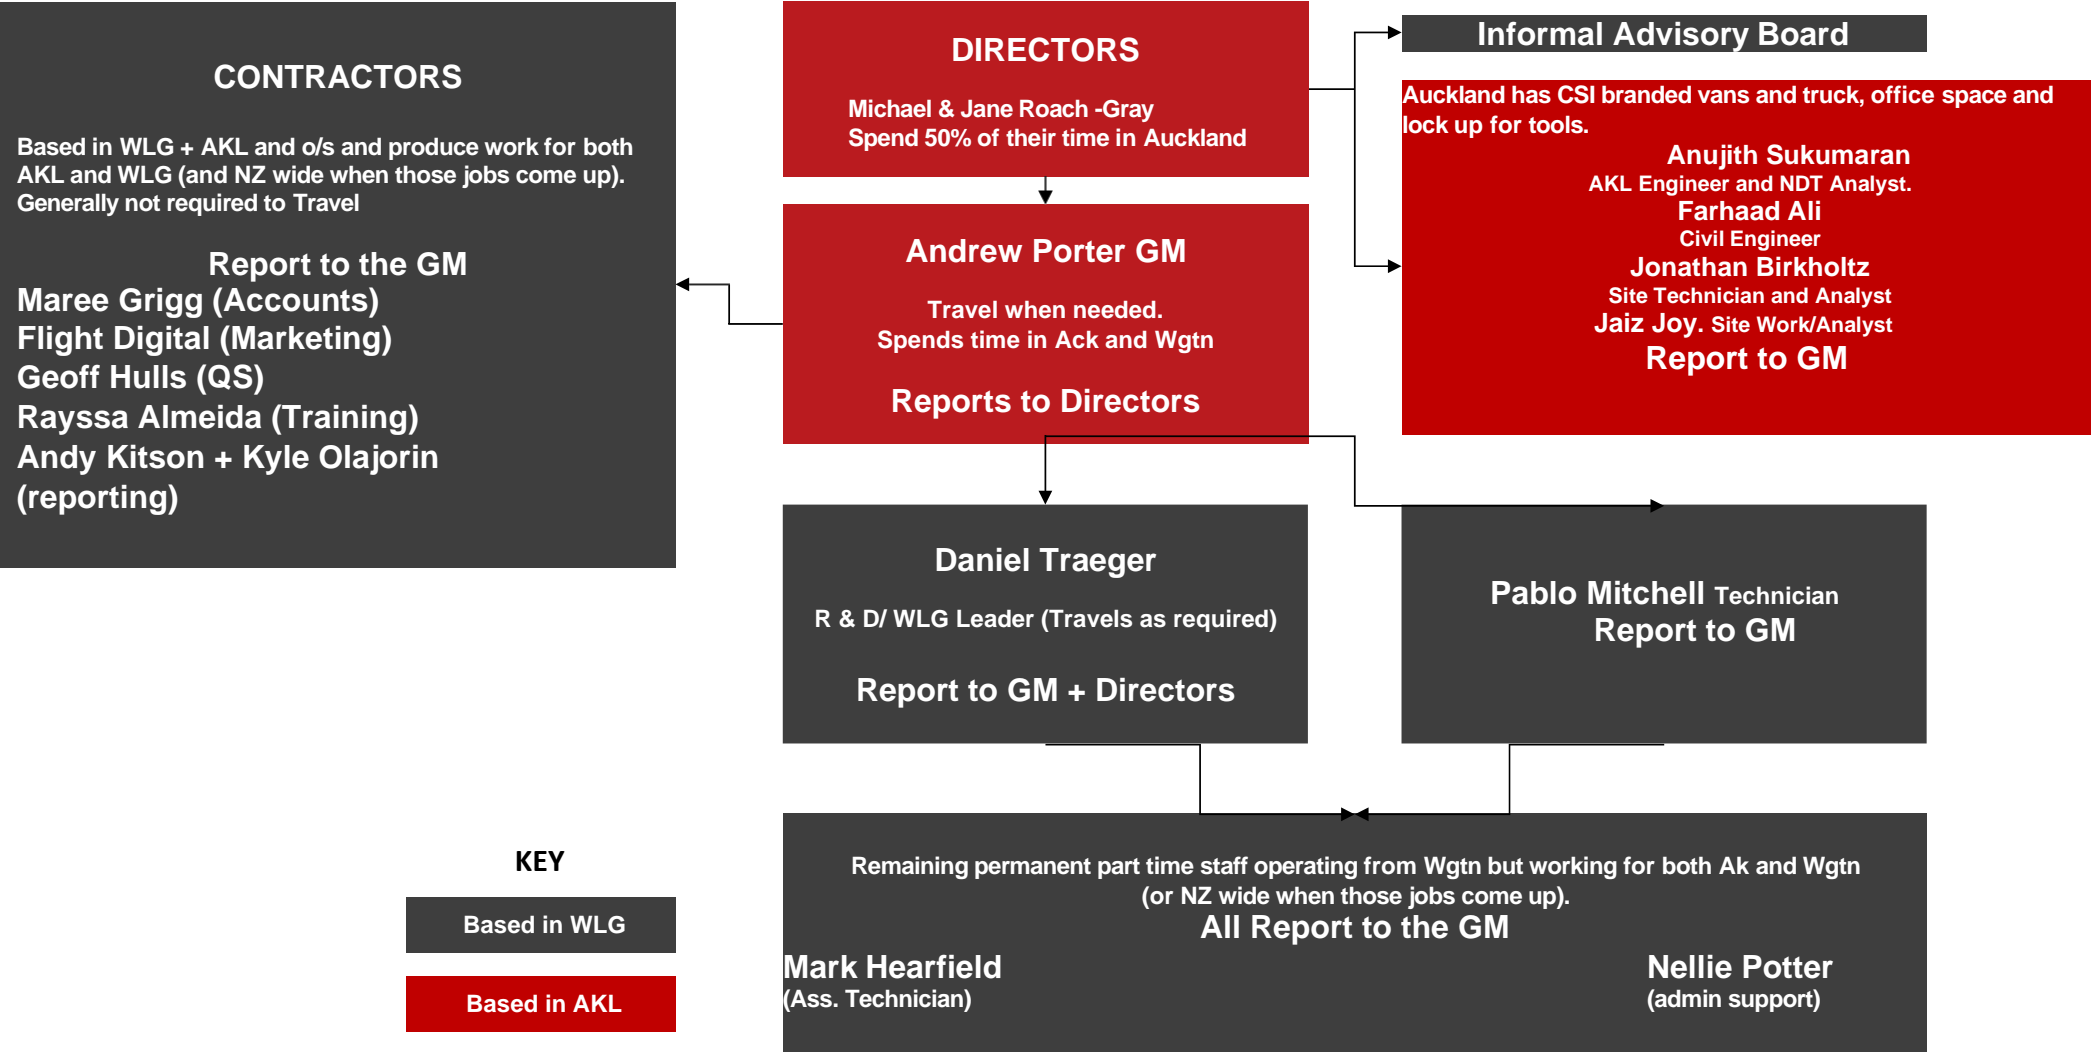 CONTRACTORS
Based in WLG + AKL and o/s and produce work for both
AKL and WLG (and NZ wide when those jobs come up).
Generally not required to Travel
Report to the GM
Maree Grigg (Accounts)
Flight Digital (Marketing)
Geoff Hulls (QS)
Rayssa Almeida (Training)
Andy Kitson + Kyle Olajorin
(reporting)
DIRECTORS
Michael & Jane Roach -Gray
Spend 50% of their time in Auckland
Andrew Porter GM
Travel when needed.
Spends time in Ack and Wgtn
Reports to Directors
Informal Advisory Board
Auckland has CSI branded vans and truck, office space and
lock up for tools.
Anujith Sukumaran
AKL Engineer and NDT Analyst.
Farhaad Ali
Civil Engineer
Jonathan Birkholtz
Site Technician and Analyst
Jaiz Joy. Site Work/Analyst
Report to GM
Daniel Traeger
R & D/ WLG Leader (Travels as required)
Report to GM + Directors
Pablo Mitchell Technician
Report to GM
Remaining permanent part time staff operating from Wgtn but working for both Ak and Wgtn
(or NZ wide when those jobs come up).
All Report to the GM
Mark Hearfield
(Ass. Technician)
Nellie Potter
(admin support)
KEY
Based in WLG
Based in AKL